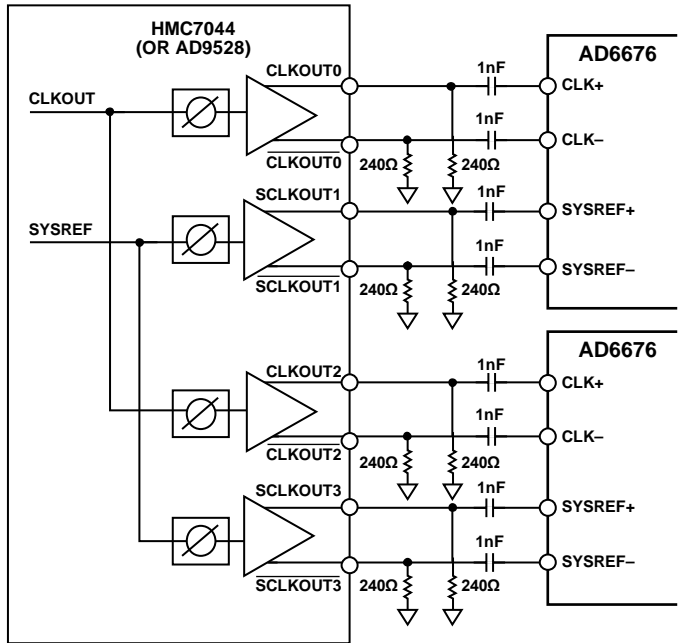 HMC7044
(OR AD9528)
AD6676
CLKOUT
CLKOUT0
1nF
CLK+
1nF
CLK–
CLKOUT0
240Ω
240Ω
SCLKOUT1
1nF
SYSREF+
SYSREF
1nF
SYSREF–
SCLKOUT1
240Ω
240Ω
AD6676
CLKOUT2
1nF
CLK+
1nF
CLK–
CLKOUT2
240Ω
240Ω
SCLKOUT3
1nF
SYSREF+
1nF
SYSREF–
SCLKOUT3
240Ω
240Ω